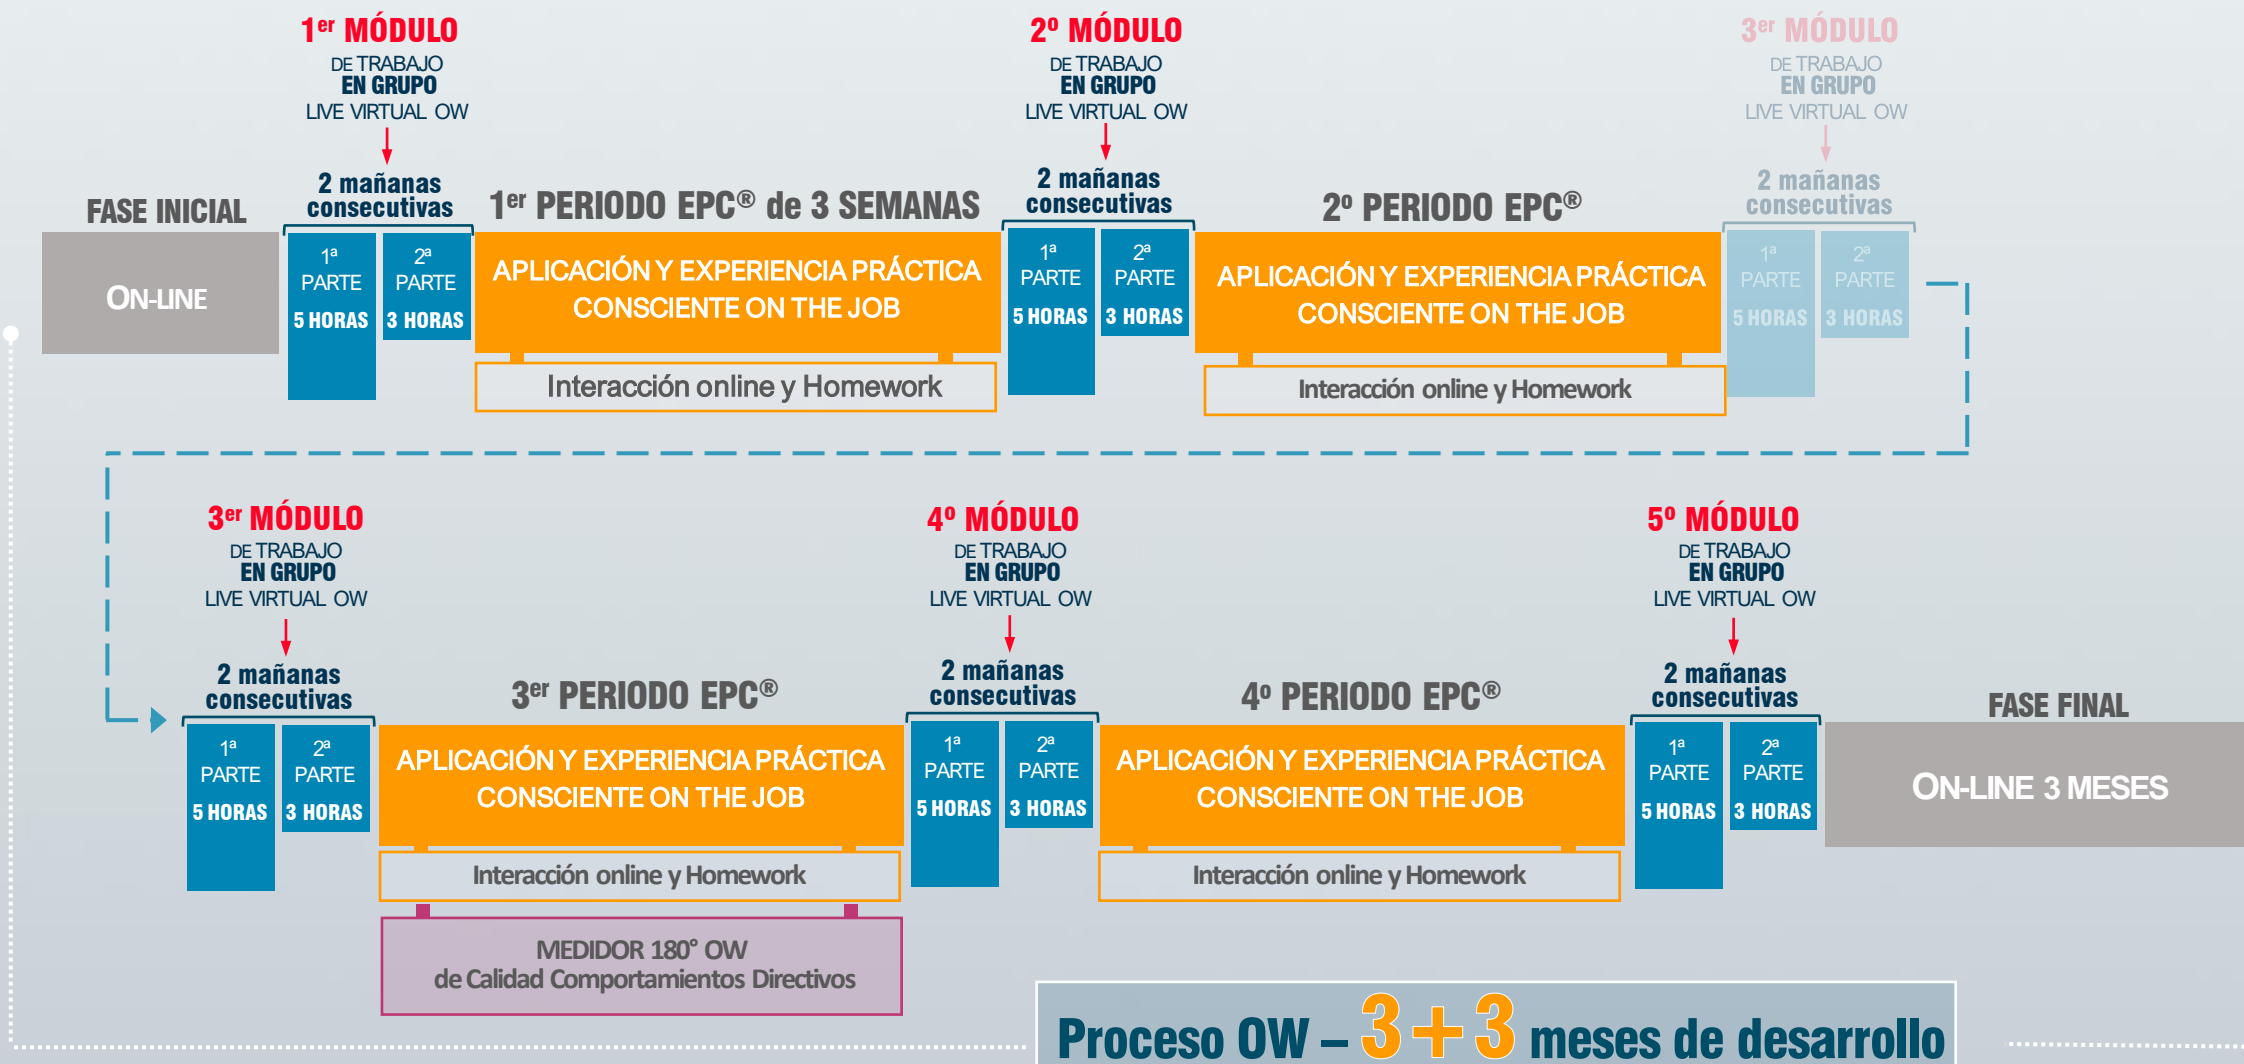 1er MÓDULO
DE TRABAJO
EN GRUPO
LIVE VIRTUAL OW
2 mañanas
consecutivas
2º MÓDULO
DE TRABAJO
EN GRUPO
LIVE VIRTUAL OW
2 mañanas
consecutivas
3er MÓDULO
DE TRABAJO
EN GRUPO
LIVE VIRTUAL OW
2 mañanas
consecutivas
FASE INICIAL
ON-LINE
1ª
PARTE
5 HORAS
2ª
PARTE
3 HORAS
1er PERIODO EPC® de 3 SEMANAS
APLICACIÓN Y EXPERIENCIA PRÁCTICA
CONSCIENTE ON THE JOB
Interacción online y Homework
1ª
PARTE
5 HORAS
2ª
PARTE
3 HORAS
2º PERIODO EPC®
APLICACIÓN Y EXPERIENCIA PRÁCTICA
CONSCIENTE ON THE JOB
Interacción online y Homework
1ª
PARTE
5 HORAS
2ª
PARTE
3 HORAS
3er MÓDULO
DE TRABAJO
EN GRUPO
LIVE VIRTUAL OW
2 mañanas
consecutivas
4º MÓDULO
DE TRABAJO
EN GRUPO
LIVE VIRTUAL OW
2 mañanas
consecutivas
5º MÓDULO
DE TRABAJO
EN GRUPO
LIVE VIRTUAL OW
2 mañanas
consecutivas
1ª
PARTE
5 HORAS
2ª
PARTE
3 HORAS
3er PERIODO EPC®
APLICACIÓN Y EXPERIENCIA PRÁCTICA
CONSCIENTE ON THE JOB
Interacción online y Homework
MEDIDOR 180° OW
de Calidad Comportamientos Directivos
1ª
PARTE
5 HORAS
2ª
PARTE
3 HORAS
4º PERIODO EPC®
APLICACIÓN Y EXPERIENCIA PRÁCTICA
CONSCIENTE ON THE JOB
Interacción online y Homework
1ª
PARTE
5 HORAS
2ª
PARTE
3 HORAS
FASE FINAL
ON-LINE 3 MESES
Proceso OW – 3+3 meses de desarrollo